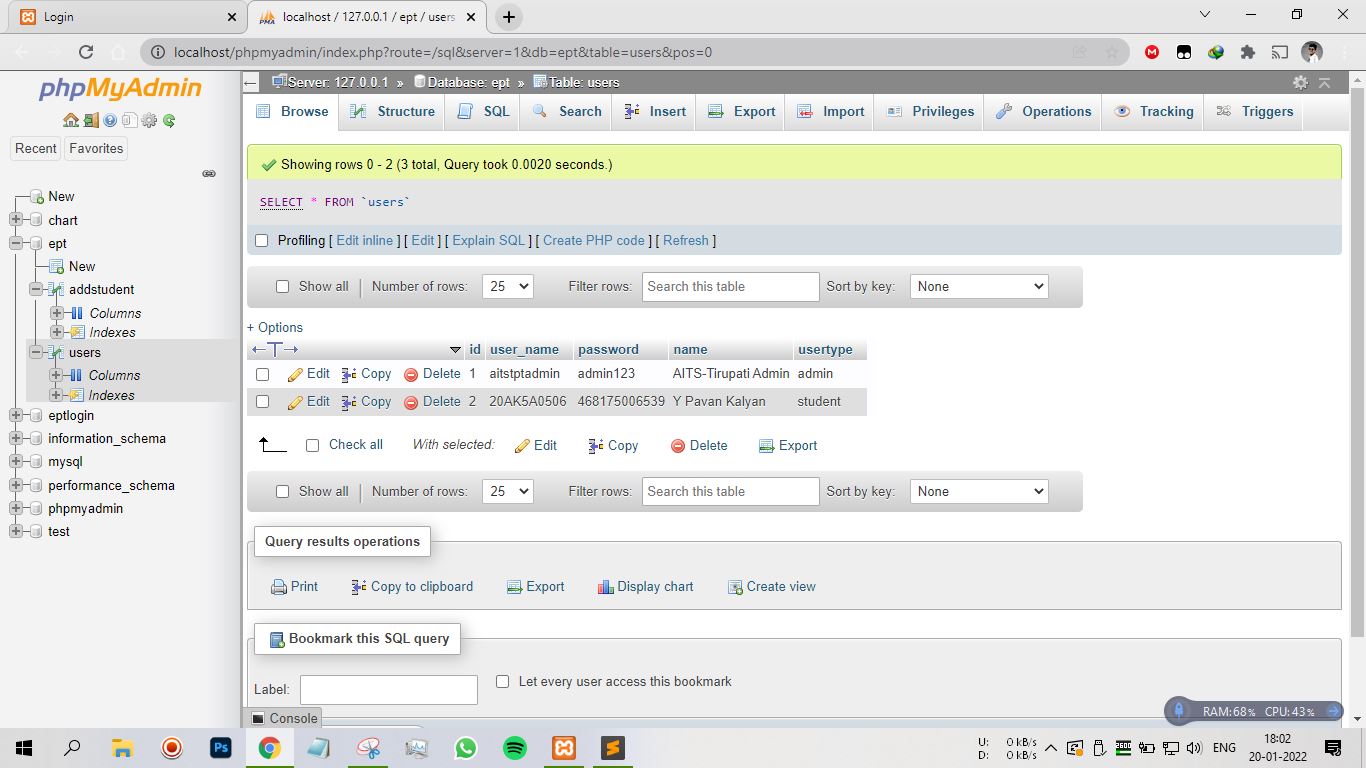 Login
localhost / 127.0.0.1 / ept / users
localhost/phpmyadmin/index.php?route=/sql&server=1&db=ept&table=users&pos=0
phpMyAdmin
Recent Favorites
New
chart
ept
New
addstudent
Columns
Indexes
users
Columns
Indexes
eptlogin
information_schema
mysql
performance_schema
phpmyadmin
test
Server: 127.0.0.1 » Database: ept » Table: users
Browse Structure SQL Search Insert Export Import Privileges Operations Tracking Triggers
Showing rows 0 - 2 (3 total, Query took 0.0020 seconds.)
SELECT * FROM `users`
Profiling [ Edit inline ] [ Edit ] [ Explain SQL ] [ Create PHP code ] [ Refresh ]
Show all Number of rows: 25 Filter rows: Search this table Sort by key: None
+ Options
id user_name password name usertype
Edit Copy Delete 1 aitstptadmin admin123 AITS-Tirupati Admin admin
Edit Copy Delete 2 20AK5A0506 468175006539 Y Pavan Kalyan student
Check all With selected: Edit Copy Delete Export
Show all Number of rows: 25 Filter rows: Search this table Sort by key: None
Query results operations
Print Copy to clipboard Export Display chart Create view
Bookmark this SQL query
Label: Let every user access this bookmark
Console
RAM:68% CPU:43%
Ps
U: 0 kB/s
D: 0 kB/s
ENG
18:02
20-01-2022